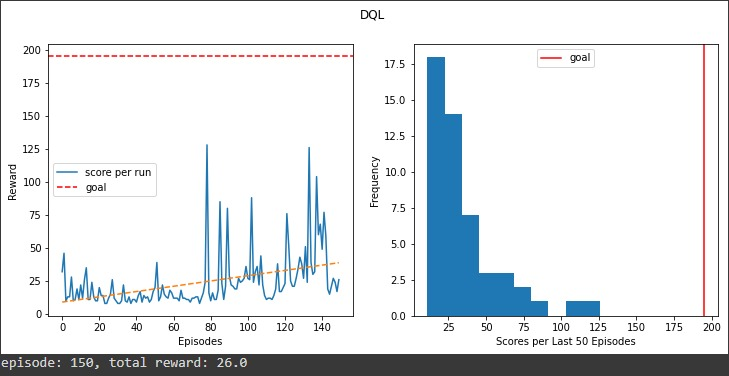 DQL
200
175
150
125
100
75
50
25
0
Reward
score per run
goal
0 20 40 60 80 100 120 140
Episodes
17.5
15.0
12.5
10.0
7.5
5.0
2.5
0.0
Frequency
goal
25 50 75 100 125 150 175 200
Scores per Last 50 Episodes
episode: 150, total reward: 26.0